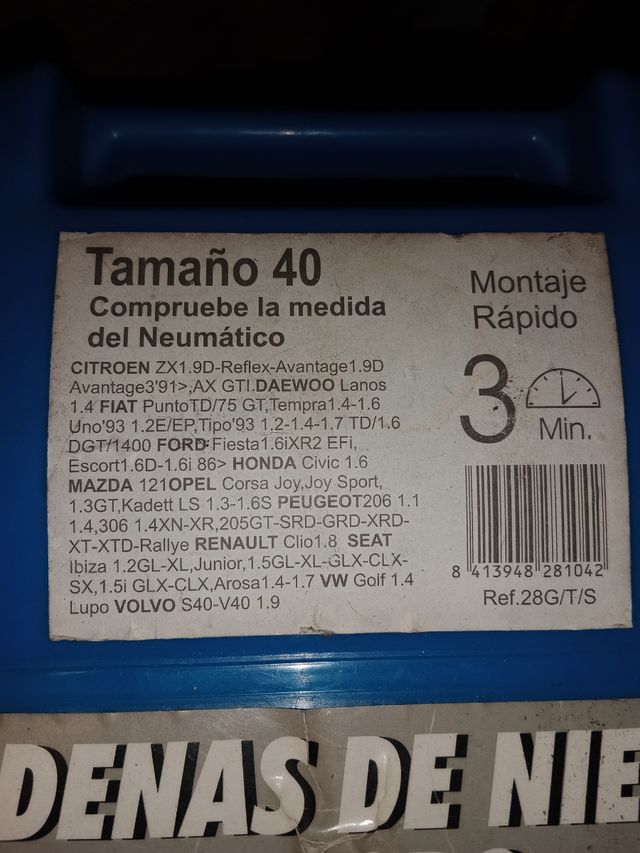 Tamaño 40
Compruebe la medida
del Neumático
CITROEN ZX1.9D-Reflex-Avantage1.9D
Avantage3'91>,AX GTI.DAEWOO Lanos
1.4 FIAT PuntoTD/75 GT,Tempra1.4-1.6
Uno'93 1.2E/EP,Tipo'93 1.2-1.4-1.7 TD/1.6
DGT/1400 FORD:Fiesta1.6iXR2 EFi,
Escort1.6D-1.6i 86> HONDA Civic 1.6
MAZDA 121OPEL Corsa Joy,Joy Sport,
1.3GT,Kadett LS 1.3-1.6S PEUGEOT206 1.1
1.4,306 1.4XN-XR,205GT-SRD-GRD-XRD-
XT-XTD-Rallye RENAULT Clio1.8 SEAT
Ibiza 1.2GL-XL,Junior,1.5GL-XL-GLX-CLX-
SX,1.5i GLX-CLX,Arosa1.4-1.7 VW Golf 1.4
Lupo VOLVO S40-V40 1.9
Montaje
Rápido
3 Min.
8 413948 281042
Ref.28G/T/S
DENAS DE NIE